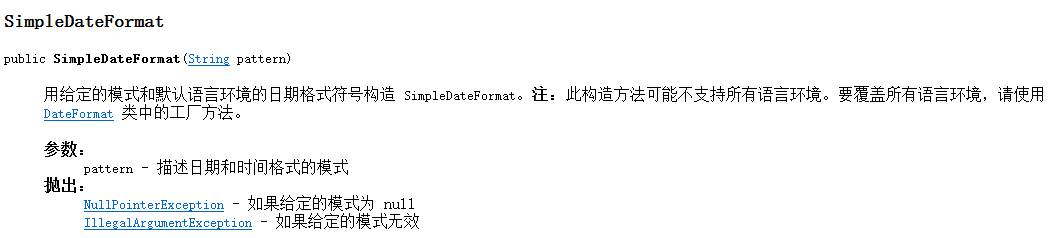 SimpleDateFormat
public SimpleDateFormat(String pattern)
用给定的模式和默认语言环境的日期格式符号构造 SimpleDateFormat。注：此构造方法可能不支持所有语言环境。要覆盖所有语言环境，请使用
DateFormat 类中的工厂方法。
参数：
pattern - 描述日期和时间格式的模式
抛出：
NullPointerException - 如果给定的模式为 null
IllegalArgumentException - 如果给定的模式无效